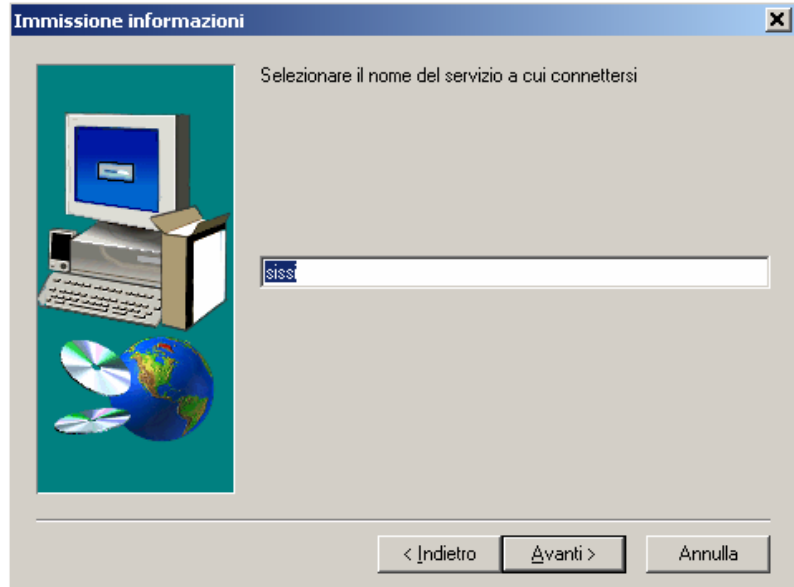 Immissione informazioni
Selezionare il nome del servizio a cui connettersi
sissi
< Indietro
Avanti >
Annulla